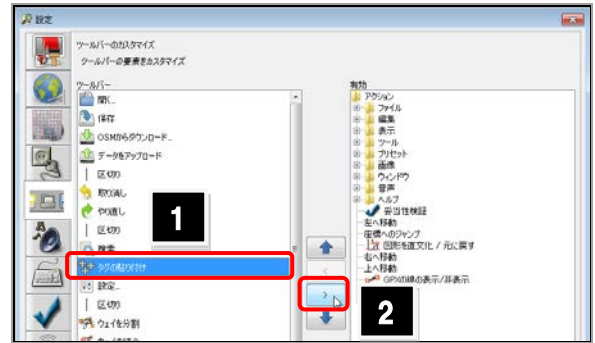 設定
ツールバーのカスタマイズ
ツールバーの要素をカスタマイズ
ツールバー
開く...
保存
OSMからダウンロード...
データをアップロード
区切り
取り消し
やり直し
区切り
検索
タグの貼り付け
設定...
区切り
ウェイを分割
1
2
有効
アクション
ファイル
編集
表示
ツール
プリセット
画像
ウィンドウ
音声
ヘルプ
妥当性検証
左へ移動
座標へのジャンプ
図形を直交化 / 元に戻す
右へ移動
上へ移動
GPXの線の表示/非表示